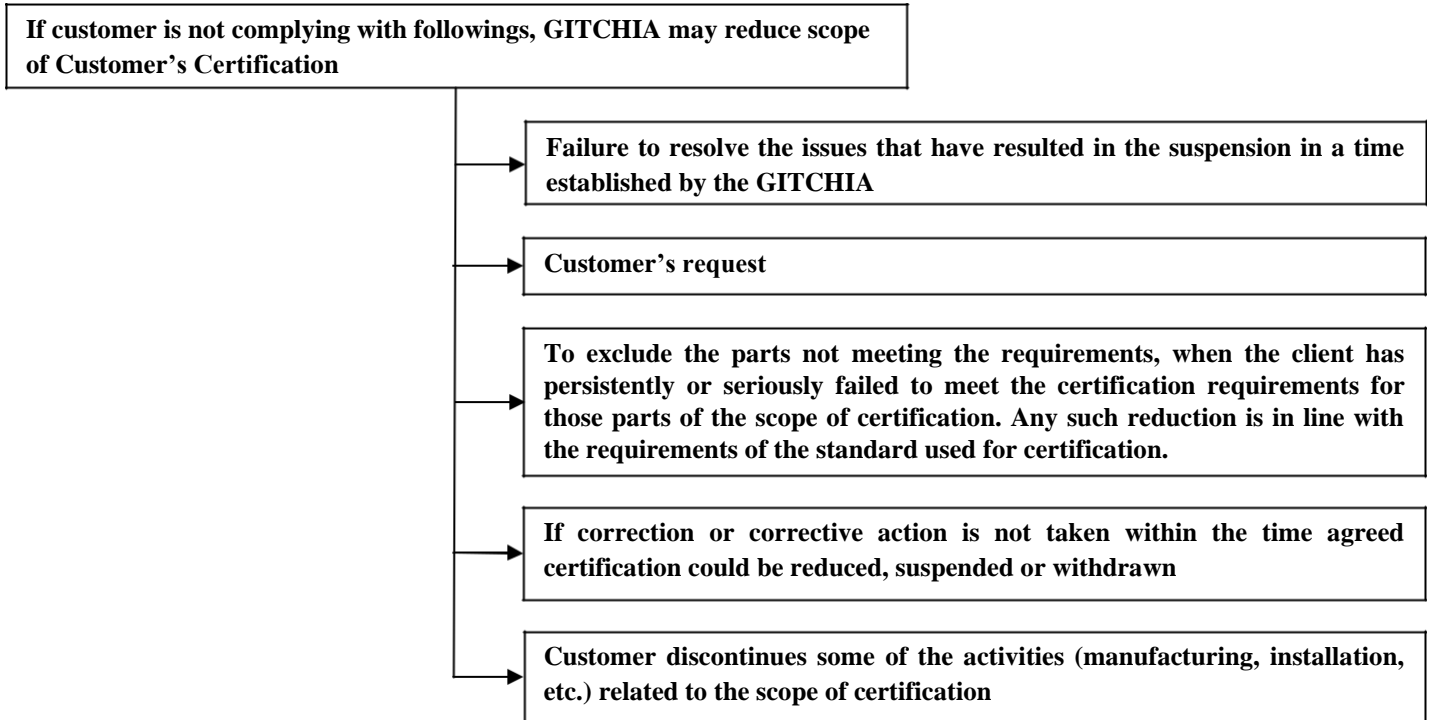 If customer is not complying with followings, GITCHIA may reduce scope
of Customer’s Certification
Failure to resolve the issues that have resulted in the suspension in a time
established by the GITCHIA
Customer’s request
To exclude the parts not meeting the requirements, when the client has
persistently or seriously failed to meet the certification requirements for
those parts of the scope of certification. Any such reduction is in line with
the requirements of the standard used for certification.
If correction or corrective action is not taken within the time agreed
certification could be reduced, suspended or withdrawn
Customer discontinues some of the activities (manufacturing, installation,
etc.) related to the scope of certification